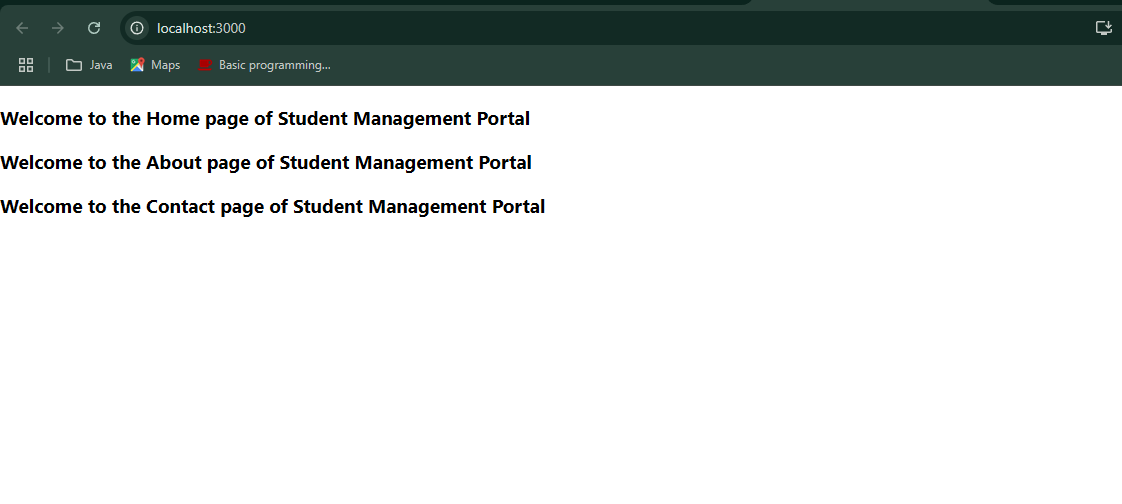 localhost:3000
Java Maps Basic programming...
Welcome to the Home page of Student Management Portal
Welcome to the About page of Student Management Portal
Welcome to the Contact page of Student Management Portal